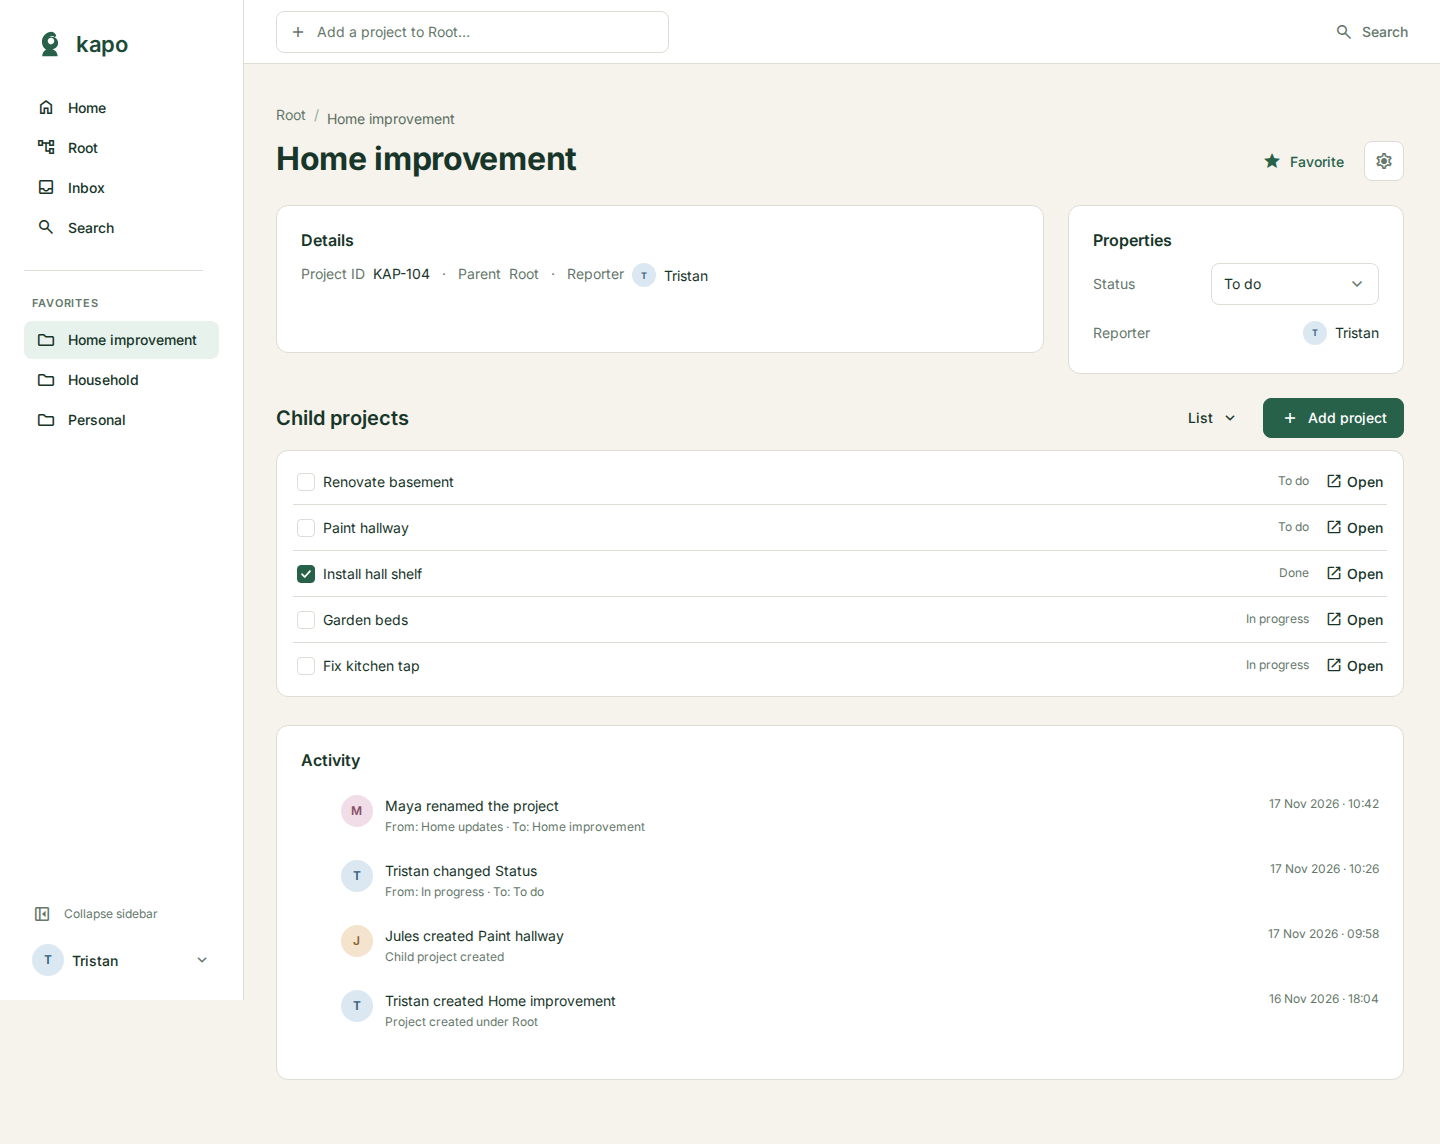 kapo
Add a project to Root...
Search
Home
Root
Inbox
Search
FAVORITES
Home improvement
Household
Personal
Collapse sidebar
T Tristan
Root / Home improvement
Home improvement
Favorite
Details
Project ID KAP-104 · Parent Root · Reporter T Tristan
Properties
Status To do
Reporter T Tristan
Child projects
List
Add project
Renovate basement To do Open
Paint hallway To do Open
Install hall shelf Done Open
Garden beds In progress Open
Fix kitchen tap In progress Open
Activity
M Maya renamed the project 17 Nov 2026 · 10:42
From: Home updates · To: Home improvement
T Tristan changed Status 17 Nov 2026 · 10:26
From: In progress · To: To do
J Jules created Paint hallway 17 Nov 2026 · 09:58
Child project created
T Tristan created Home improvement 16 Nov 2026 · 18:04
Project created under Root